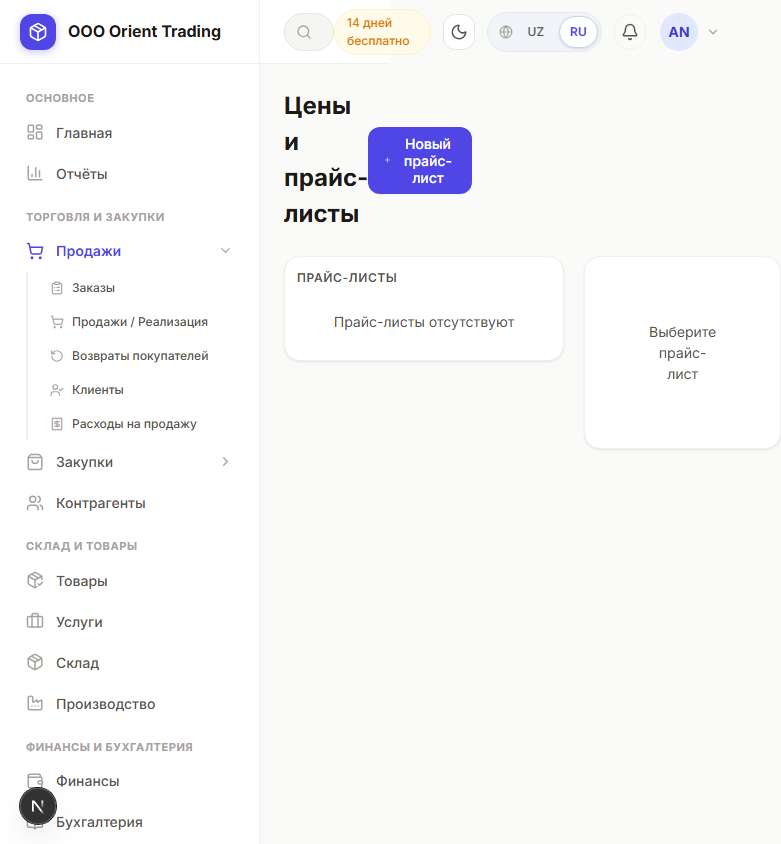 ООО Orient Trading
14 дней
бесплатно
UZ
RU
AN
ОСНОВНОЕ
Главная
Отчёты
ТОРГОВЛЯ И ЗАКУПКИ
Продажи
Заказы
Продажи / Реализация
Возвраты покупателей
Клиенты
Расходы на продажу
Закупки
Контрагенты
СКЛАД И ТОВАРЫ
Товары
Услуги
Склад
Производство
ФИНАНСЫ И БУХГАЛТЕРИЯ
Финансы
N
Бухгалтерия
Цены
и
прайс-
листы
Новый
прайс-
лист
ПРАЙС-ЛИСТЫ
Прайс-листы отсутствуют
Выберите
прайс-
лист